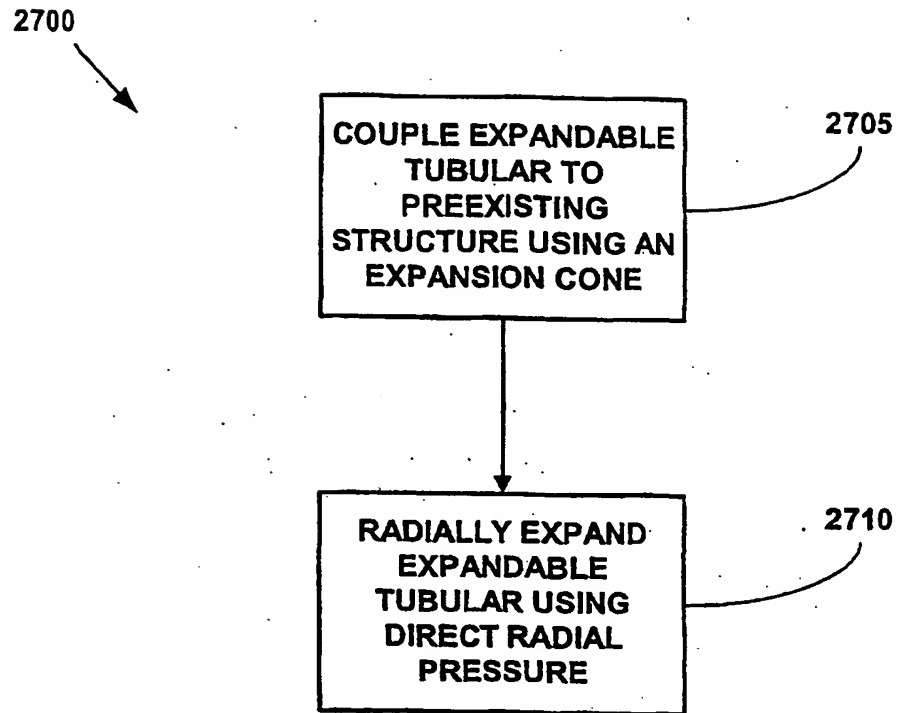 2700
COUPLE EXPANDABLE
TUBULAR TO
PREEXISTING
STRUCTURE USING AN
EXPANSION CONE
2705
RADIALLY EXPAND
EXPANDABLE
TUBULAR USING
DIRECT RADIAL
PRESSURE
2710